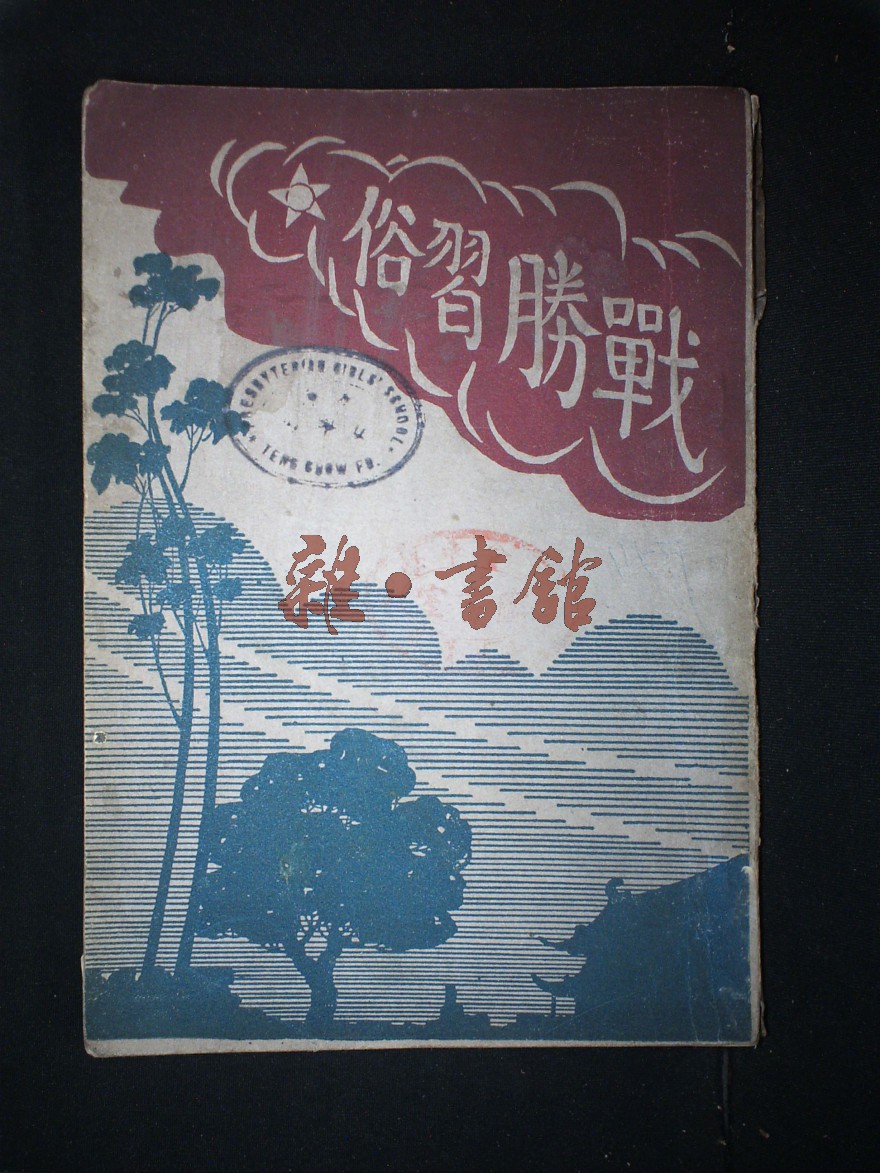 戰勝習俗
PRESBYTERIAN GIRLS' SCHOOL
TENG CHOW FU.
雜·書館